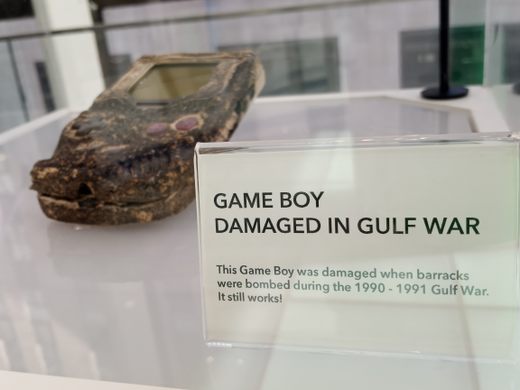 GAME BOY
DAMAGED IN GULF WAR
This Game Boy was damaged when barracks
were bombed during the 1990 - 1991 Gulf War.
It still works!